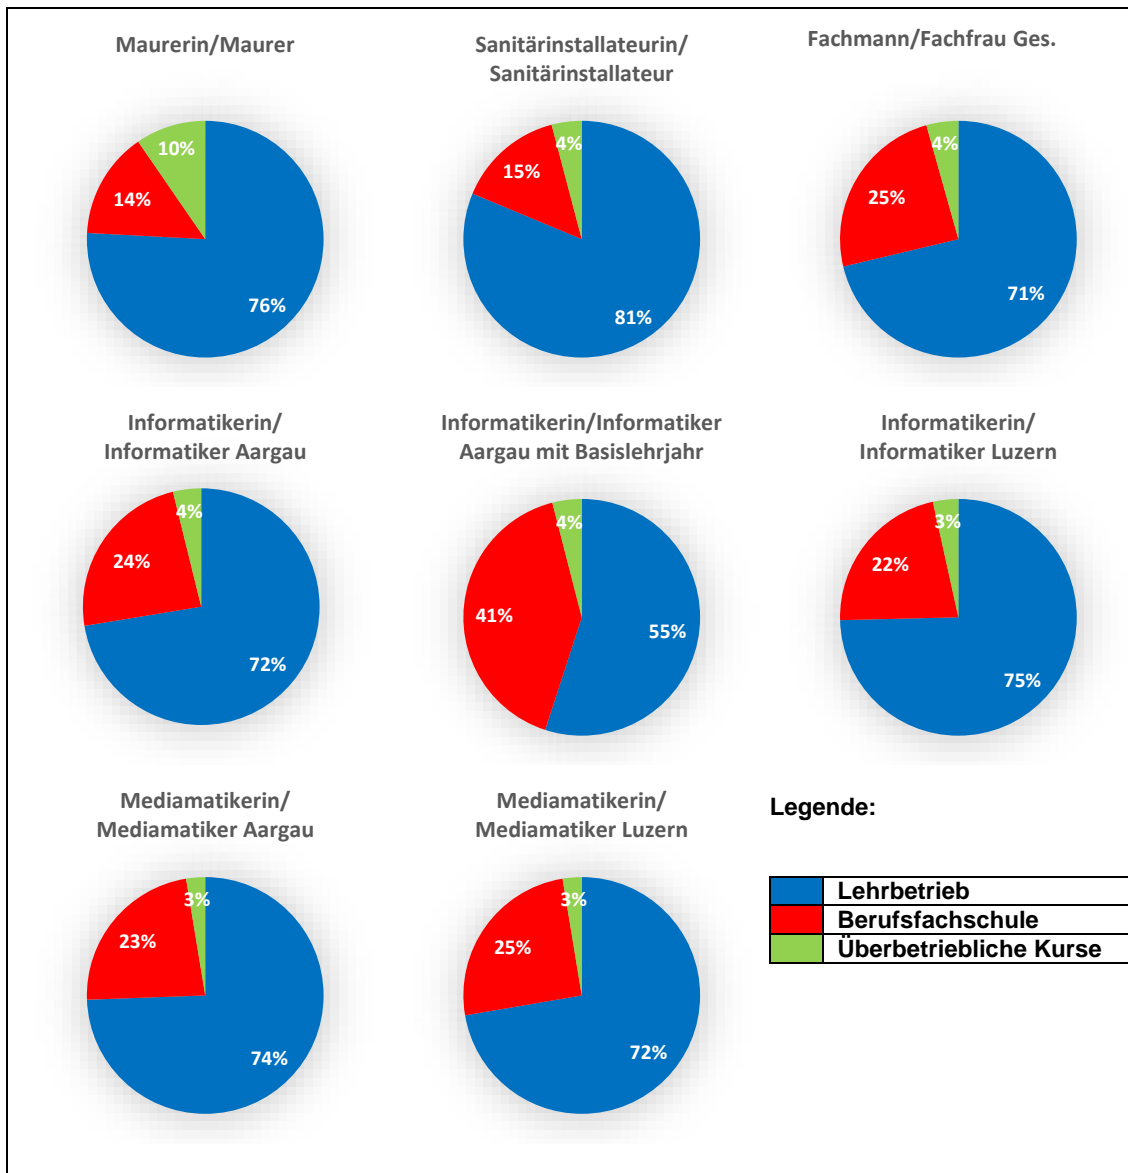 Maurerin/Maurer
10%
14%
76%
Sanitärinstallateurin/
Sanitärinstallateur
4%
15%
81%
Fachmann/Fachfrau Ges.
4%
25%
71%
Informatikerin/
Informatiker Aargau
4%
24%
72%
Informatikerin/Informatiker
Aargau mit Basislehrjahr
4%
41%
55%
Informatikerin/
Informatiker Luzern
3%
22%
75%
Mediamatikerin/
Mediamatiker Aargau
3%
23%
74%
Mediamatikerin/
Mediamatiker Luzern
3%
25%
72%
Legende:
Lehrbetrieb
Berufsfachschule
Überbetriebliche Kurse